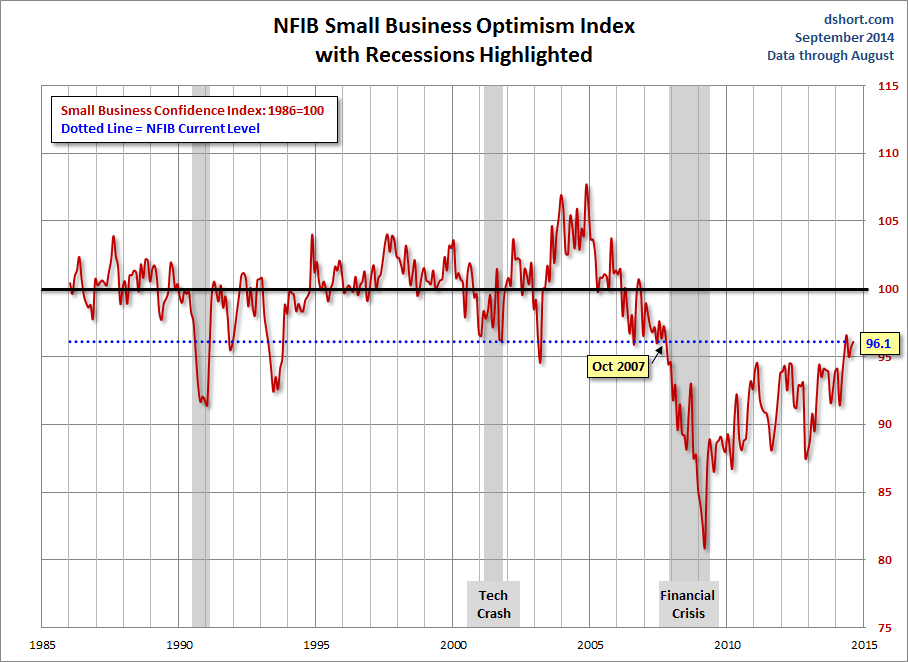 NFIB Small Business Optimism Index
with Recessions Highlighted
dshort.com
September 2014
Data through August
Small Business Confidence Index: 1986=100
Dotted Line = NFIB Current Level
115
110
105
100
96.1
95
90
85
80
75
Oct 2007
Tech
Crash
Financial
Crisis
1985
1990
1995
2000
2005
2010
2015